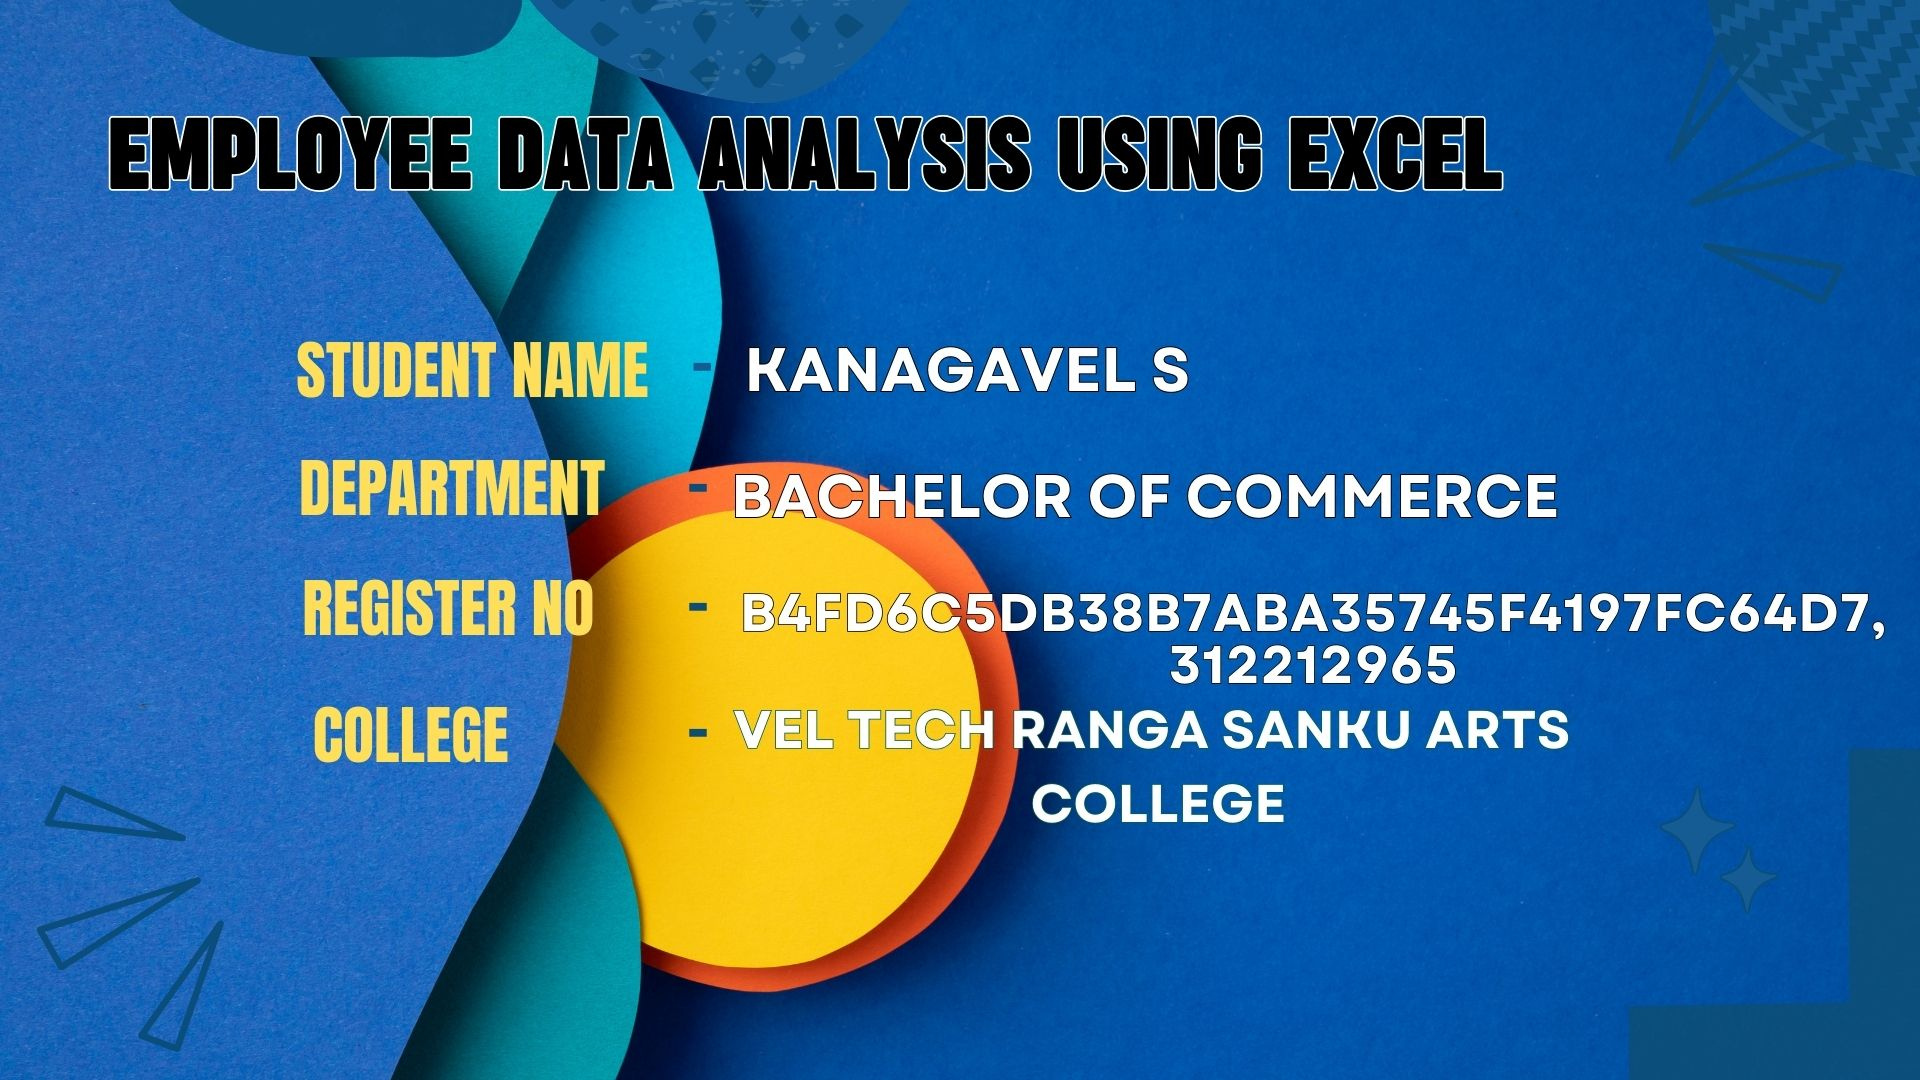 EMPLOYEE DATA ANALYSIS USING EXCEL
STUDENT NAME - KANAGAVEL S
DEPARTMENT - BACHELOR OF COMMERCE
REGISTER NO - B4FD6C5DB38B7ABA35745F4197FC64D7,
312212965
COLLEGE - VEL TECH RANGA SANKU ARTS
COLLEGE